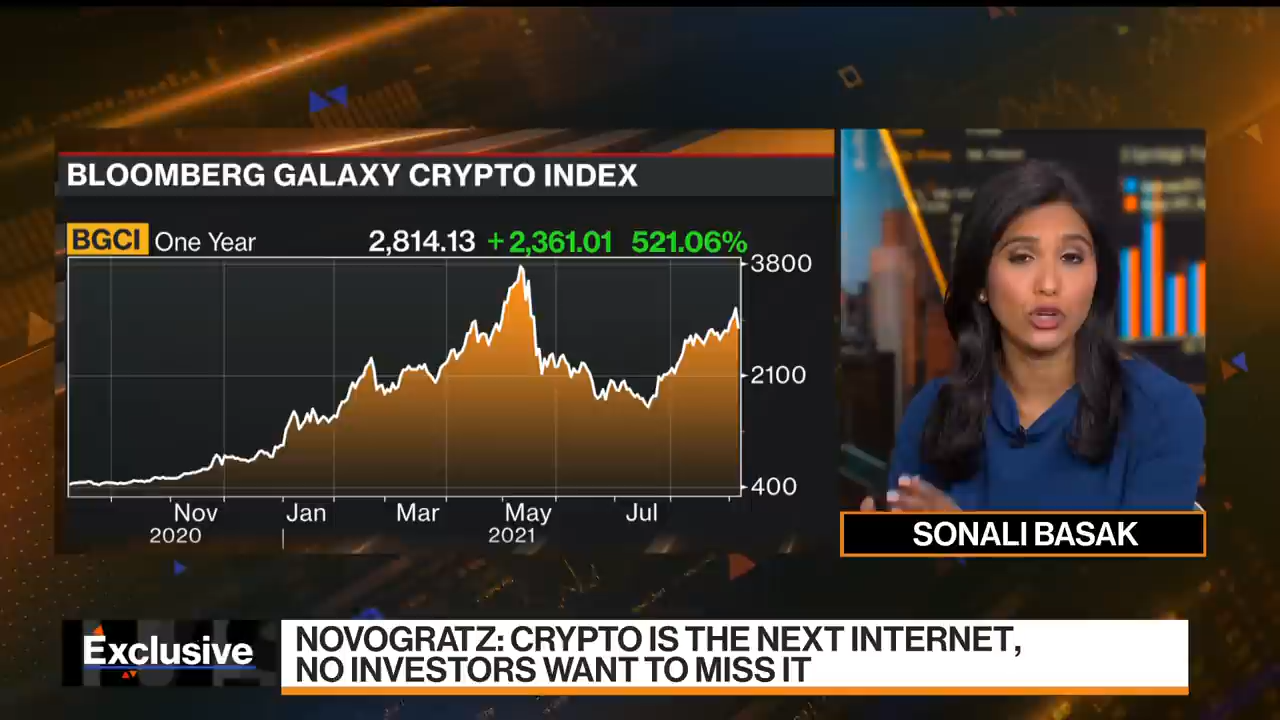 BLOOMBERG GALAXY CRYPTO INDEX
BGCI One Year 2,814.13 +2,361.01 521.06%
3800
2100
400
Nov Jan Mar May Jul
2020 2021
SONALI BASAK
Exclusive
NOVOGRATZ: CRYPTO IS THE NEXT INTERNET,
NO INVESTORS WANT TO MISS IT